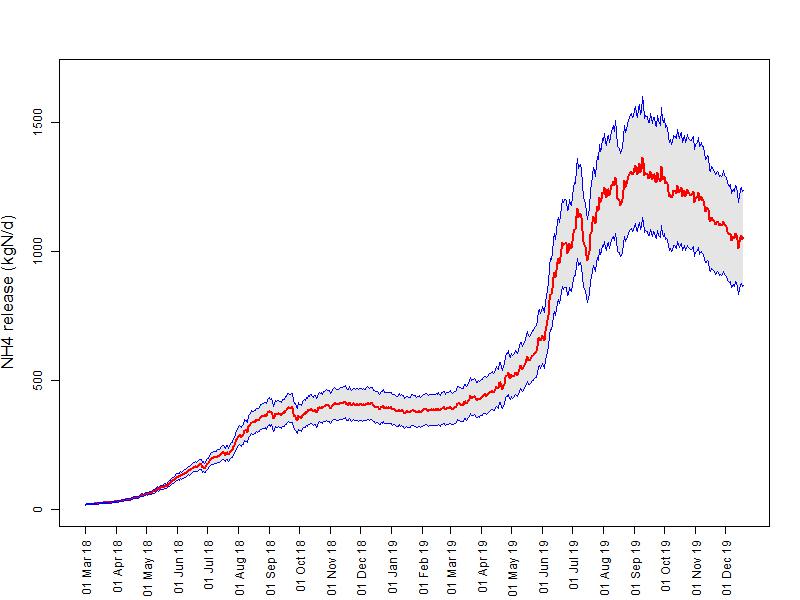 NH4 release (kgN/d)
1500
1000
500
0
01 Mar 18
01 Apr 18
01 May 18
01 Jun 18
01 Jul 18
01 Aug 18
01 Sep 18
01 Oct 18
01 Nov 18
01 Dec 18
01 Jan 19
01 Feb 19
01 Mar 19
01 Apr 19
01 May 19
01 Jun 19
01 Jul 19
01 Aug 19
01 Sep 19
01 Oct 19
01 Nov 19
01 Dec 19